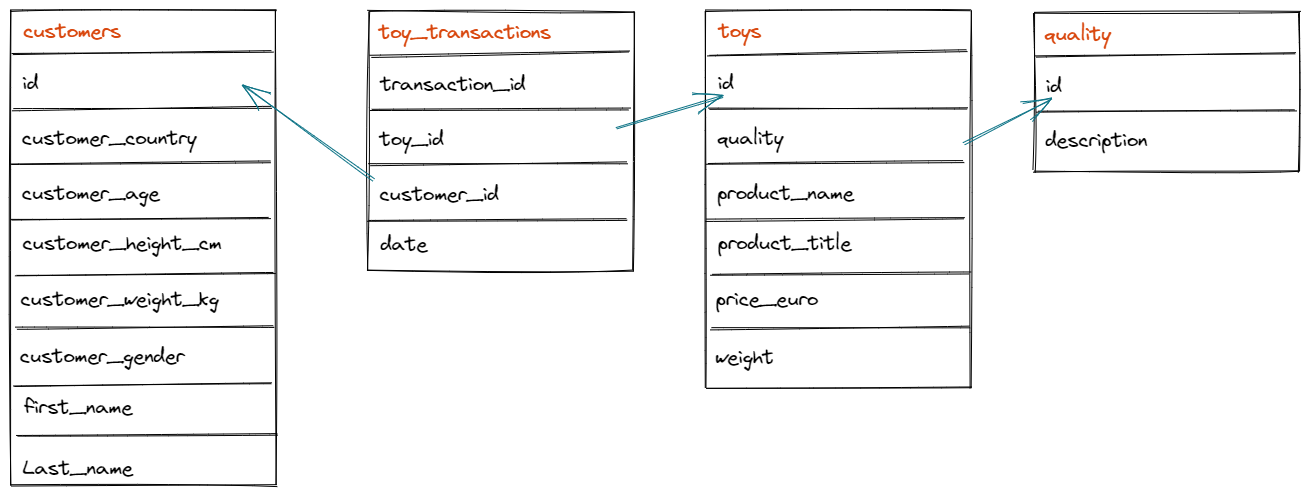 customers
id
customer_country
customer_age
customer_height_cm
customer_weight_kg
customer_gender
first_name
Last_name
toy_transactions
transaction_id
toy_id
customer_id
date
toys
id
quality
product_name
product_title
price_euro
weight
quality
id
description